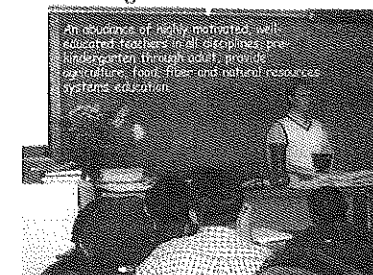 An abudance of highly motivated, well-
educated teachers in all disciplines, pre-
kindergarten through adult, provide
agriculture, food, fiber and natural resources
systems education.